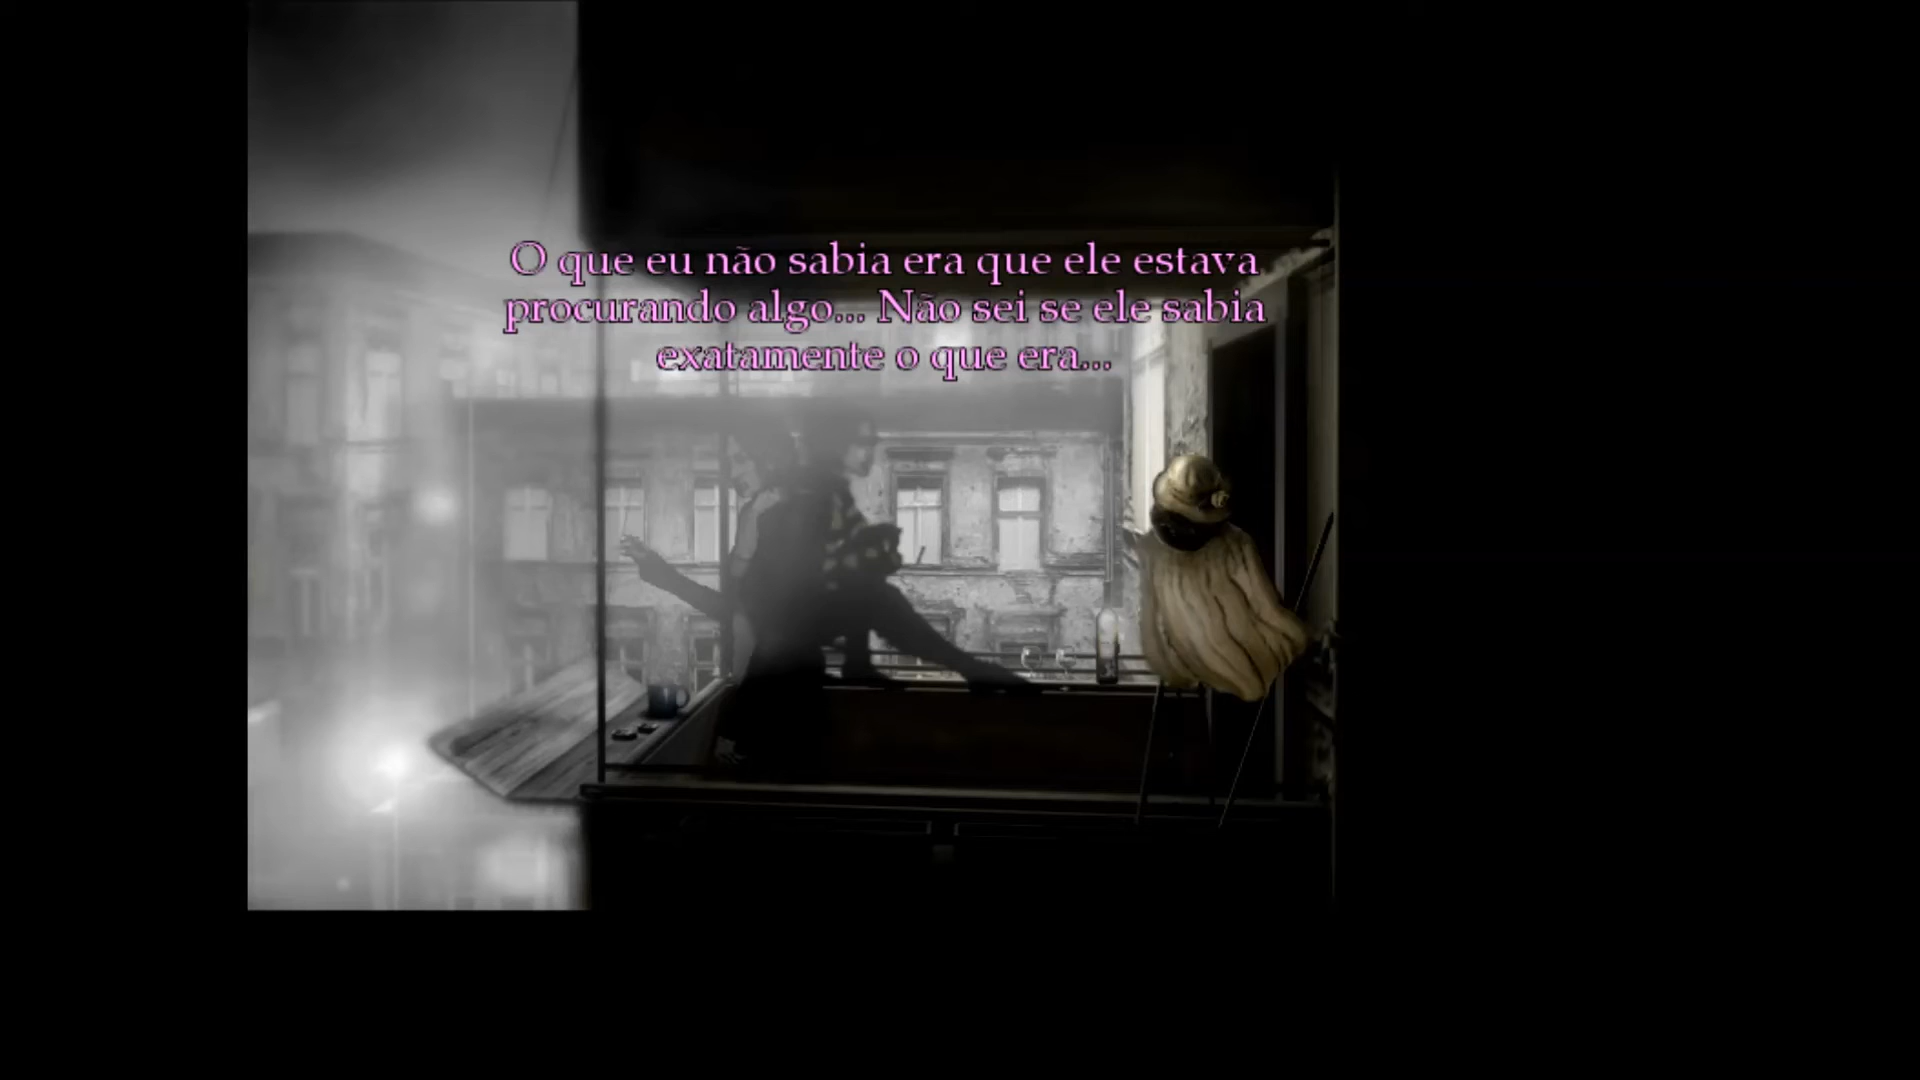 O que eu não sabia era que ele estava
procurando algo... Não sei se ele sabia
exatamente o que era...